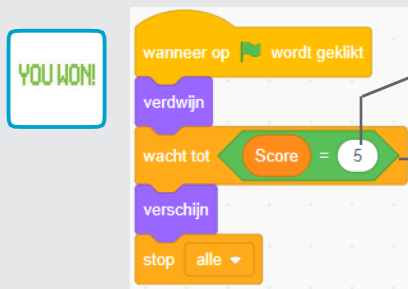 YOU WON!
wanneer op wordt geklikt
verdwijn
wacht tot Score = 5
verschijn
stop alle